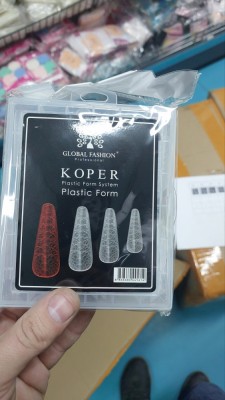 GLOBAL FASHION
Professional
KOPER
Plastic Form System
Plastic Form